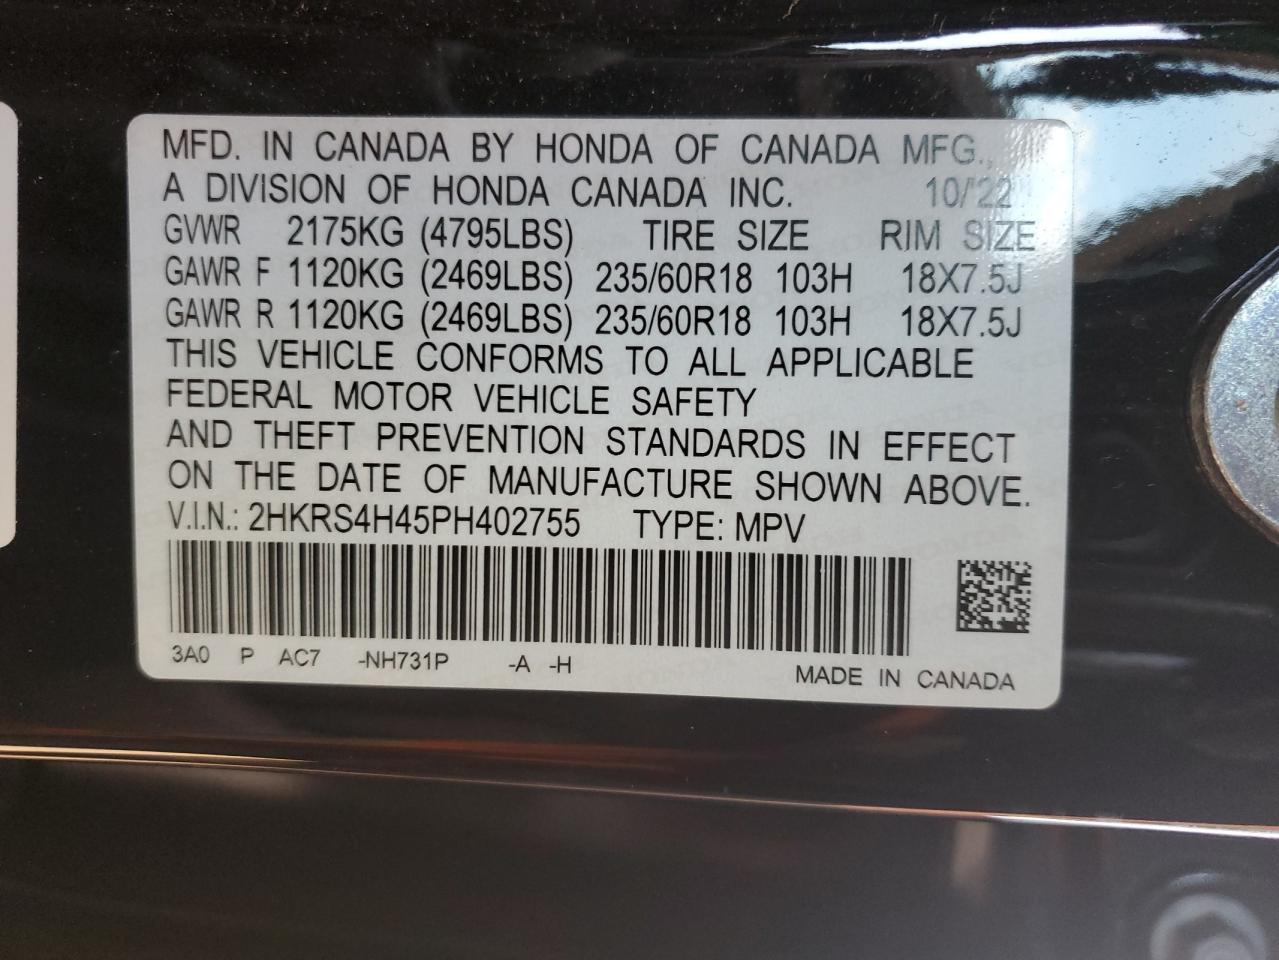 MFD. IN CANADA BY HONDA OF CANADA MFG.,
A DIVISION OF HONDA CANADA INC. 10/'22
GVWR 2175KG (4795LBS) TIRE SIZE RIM SIZE
GAWR F 1120KG (2469LBS) 235/60R18 103H 18X7.5J
GAWR R 1120KG (2469LBS) 235/60R18 103H 18X7.5J
THIS VEHICLE CONFORMS TO ALL APPLICABLE
FEDERAL MOTOR VEHICLE SAFETY
AND THEFT PREVENTION STANDARDS IN EFFECT
ON THE DATE OF MANUFACTURE SHOWN ABOVE.
V.I.N.: 2HKRS4H45PH402755 TYPE: MPV
3A0 P AC7 -NH731P -A -H MADE IN CANADA